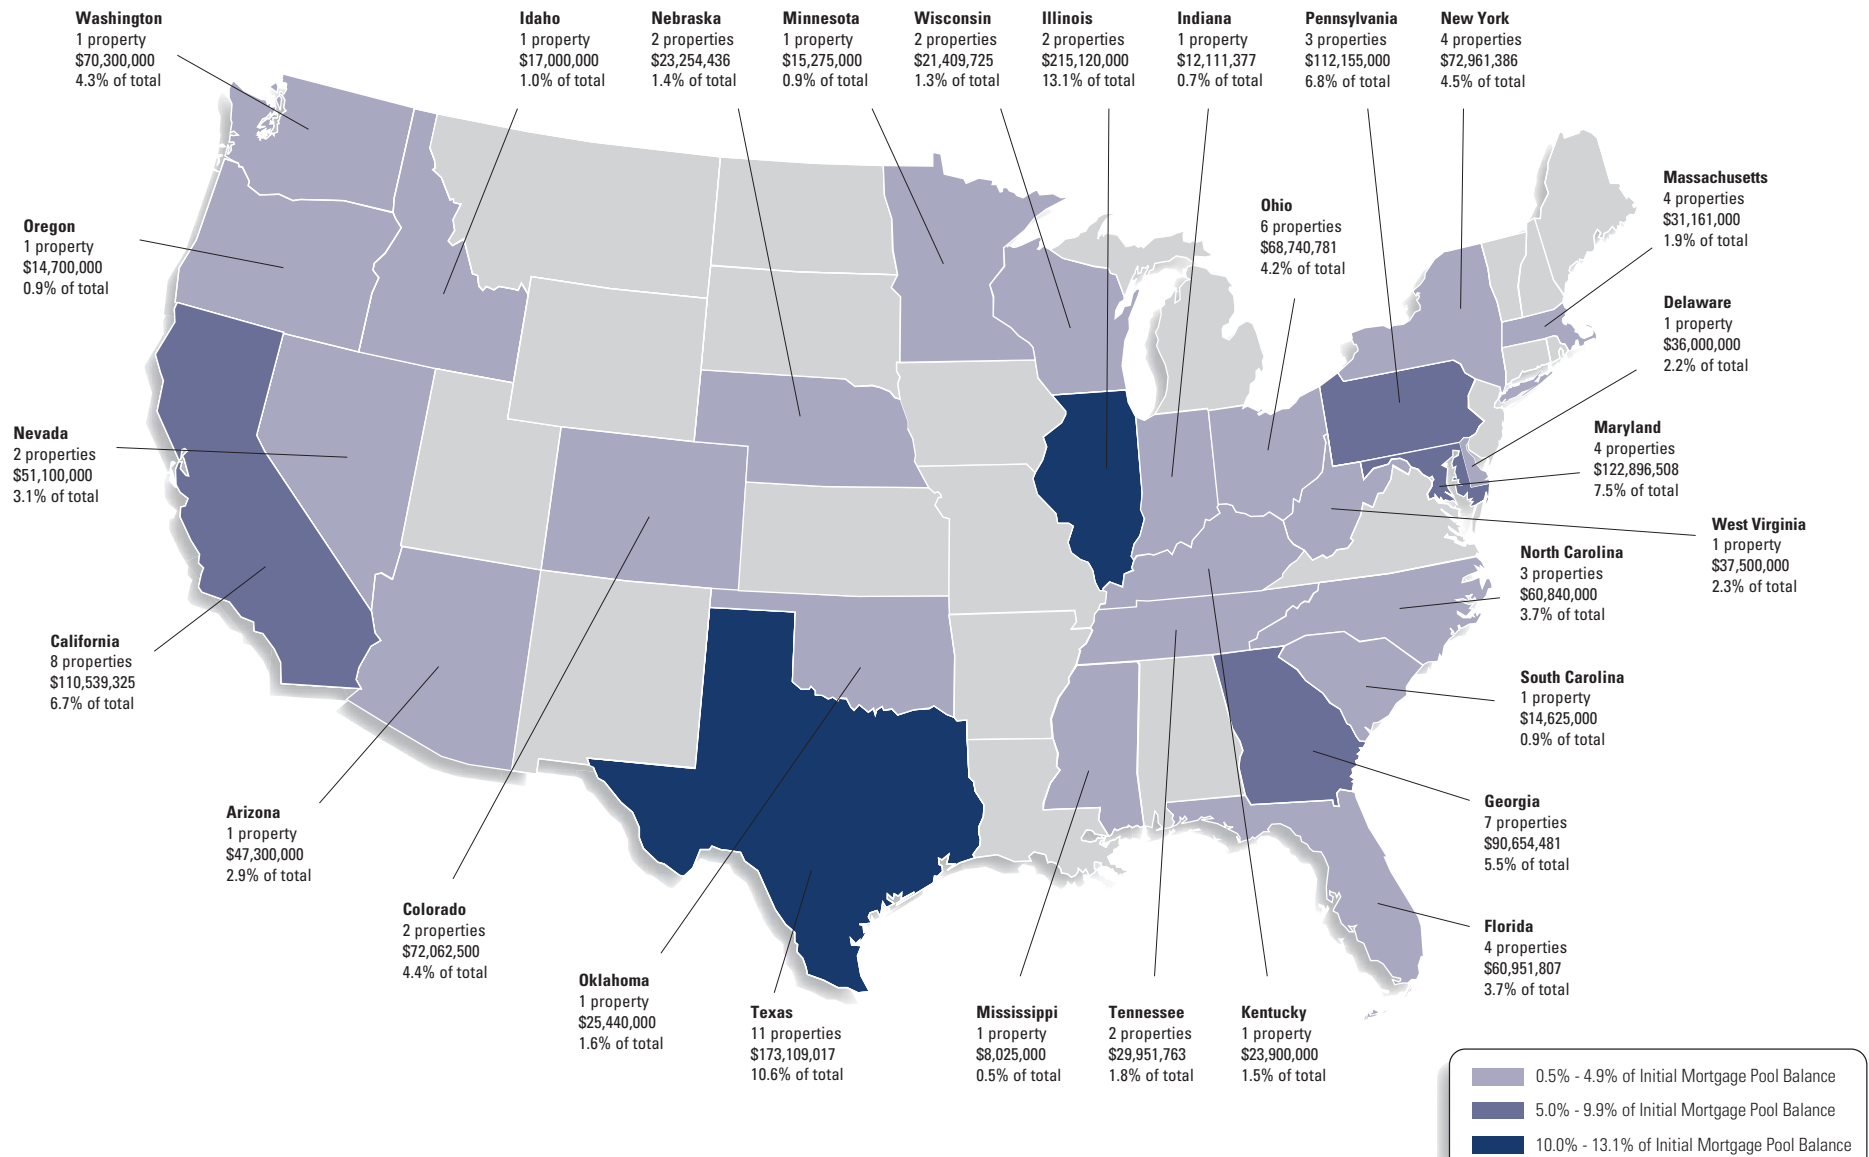 Washington
1 property
$70,300,000
4.3% of total
Idaho
1 property
$17,000,000
1.0% of total
Nebraska
2 properties
$23,254,436
1.4% of total
Minnesota
1 property
$15,275,000
0.9% of total
Wisconsin
2 properties
$21,409,725
1.3% of total
Illinois
2 properties
$215,120,000
13.1% of total
Indiana
1 property
$12,111,377
0.7% of total
Pennsylvania
3 properties
$112,155,000
6.8% of total
New York
4 properties
$72,961,386
4.5% of total
Massachusetts
4 properties
$31,161,000
1.9% of total
Ohio
6 properties
$68,740,781
4.2% of total
Oregon
1 property
$14,700,000
0.9% of total
Delaware
1 property
$36,000,000
2.2% of total
Nevada
2 properties
$51,100,000
3.1% of total
Maryland
4 properties
$122,896,508
7.5% of total
West Virginia
1 property
$37,500,000
2.3% of total
North Carolina
3 properties
$60,840,000
3.7% of total
California
8 properties
$110,539,325
6.7% of total
South Carolina
1 property
$14,625,000
0.9% of total
Georgia
7 properties
$90,654,481
5.5% of total
Arizona
1 property
$47,300,000
2.9% of total
Colorado
2 properties
$72,062,500
4.4% of total
Florida
4 properties
$60,951,807
3.7% of total
Oklahoma
1 property
$25,440,000
1.6% of total
Texas
11 properties
$173,109,017
10.6% of total
Mississippi
1 property
$8,025,000
0.5% of total
Tennessee
2 properties
$29,951,763
1.8% of total
Kentucky
1 property
$23,900,000
1.5% of total
0.5% - 4.9% of Initial Mortgage Pool Balance
5.0% - 9.9% of Initial Mortgage Pool Balance
10.0% - 13.1% of Initial Mortgage Pool Balance